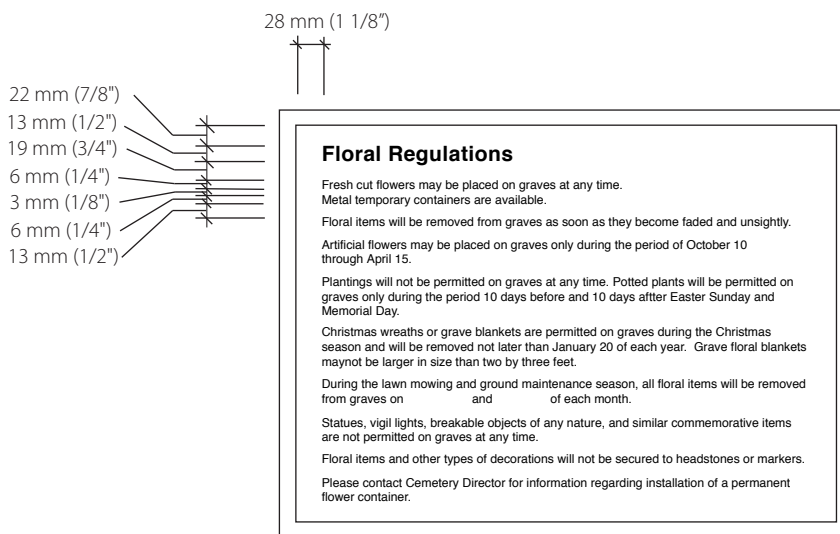 28 mm (1 1/8”)
22 mm (7/8")
13 mm (1/2")
19 mm (3/4")
6 mm (1/4")
3 mm (1/8")
6 mm (1/4")
13 mm (1/2")
Floral Regulations
Fresh cut flowers may be placed on graves at any time.
Metal temporary containers are available.
Floral items will be removed from graves as soon as they become faded and unsightly.
Artificial flowers may be placed on graves only during the period of October 10
through April 15.
Plantings will not be permitted on graves at any time. Potted plants will be permitted on
graves only during the period 10 days before and 10 days aftter Easter Sunday and
Memorial Day.
Christmas wreaths or grave blankets are permitted on graves during the Christmas
season and will be removed not later than January 20 of each year.  Grave floral blankets
maynot be larger in size than two by three feet.
During the lawn mowing and ground maintenance season, all floral items will be removed
from graves on and of each month.
Statues, vigil lights, breakable objects of any nature, and similar commemorative items
are not permitted on graves at any time.
Floral items and other types of decorations will not be secured to headstones or markers.
Please contact Cemetery Director for information regarding installation of a permanent
flower container.